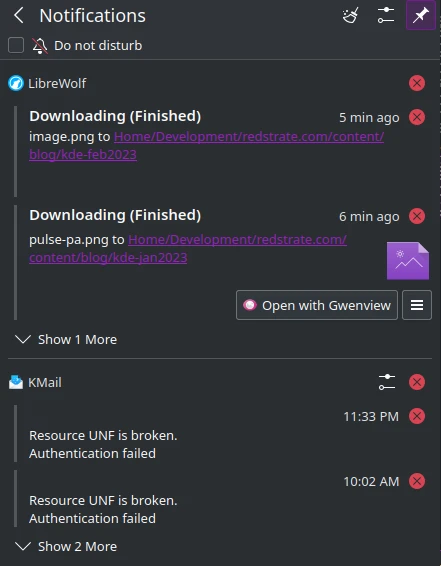 Notifications
Do not disturb
LibreWolf
Downloading (Finished)
5 min ago
image.png to Home/Development/redstrate.com/content/
blog/kde-feb2023
Downloading (Finished)
6 min ago
pulse-pa.png to Home/Development/redstrate.com/
content/blog/kde-jan2023
Open with Gwenview
Show 1 More
KMail
11:33 PM
Resource UNF is broken.
Authentication failed
10:02 AM
Resource UNF is broken.
Authentication failed
Show 2 More